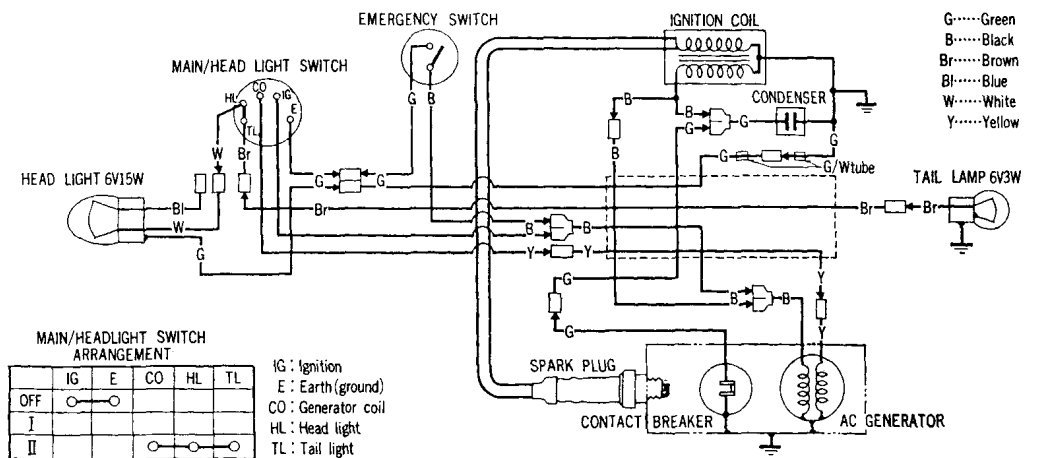 EMERGENCY SWITCH
IGNITION COIL
G······Green
B······Black
Br······Brown
Bl······Blue
W······White
Y······Yellow
MAIN/HEAD LIGHT SWITCH
HL
CO
IG
E
TL
G
B
B
B
G
CONDENSER
B
G
W
Br
G
G
G
G
G
G/Wtube
HEAD LIGHT 6V15W
TAIL LAMP 6V3W
Bl
W
G
Br
Br
Br
B
B
B
Y
Y
G
B
B
Y
G
Y
MAIN/HEADLIGHT SWITCH
ARRANGEMENT
IG E CO HL TL
OFF
I
II
IG : Ignition
E : Earth(ground)
CO : Generator coil
HL : Head light
TL : Tail light
SPARK PLUG
CONTACT BREAKER
AC GENERATOR